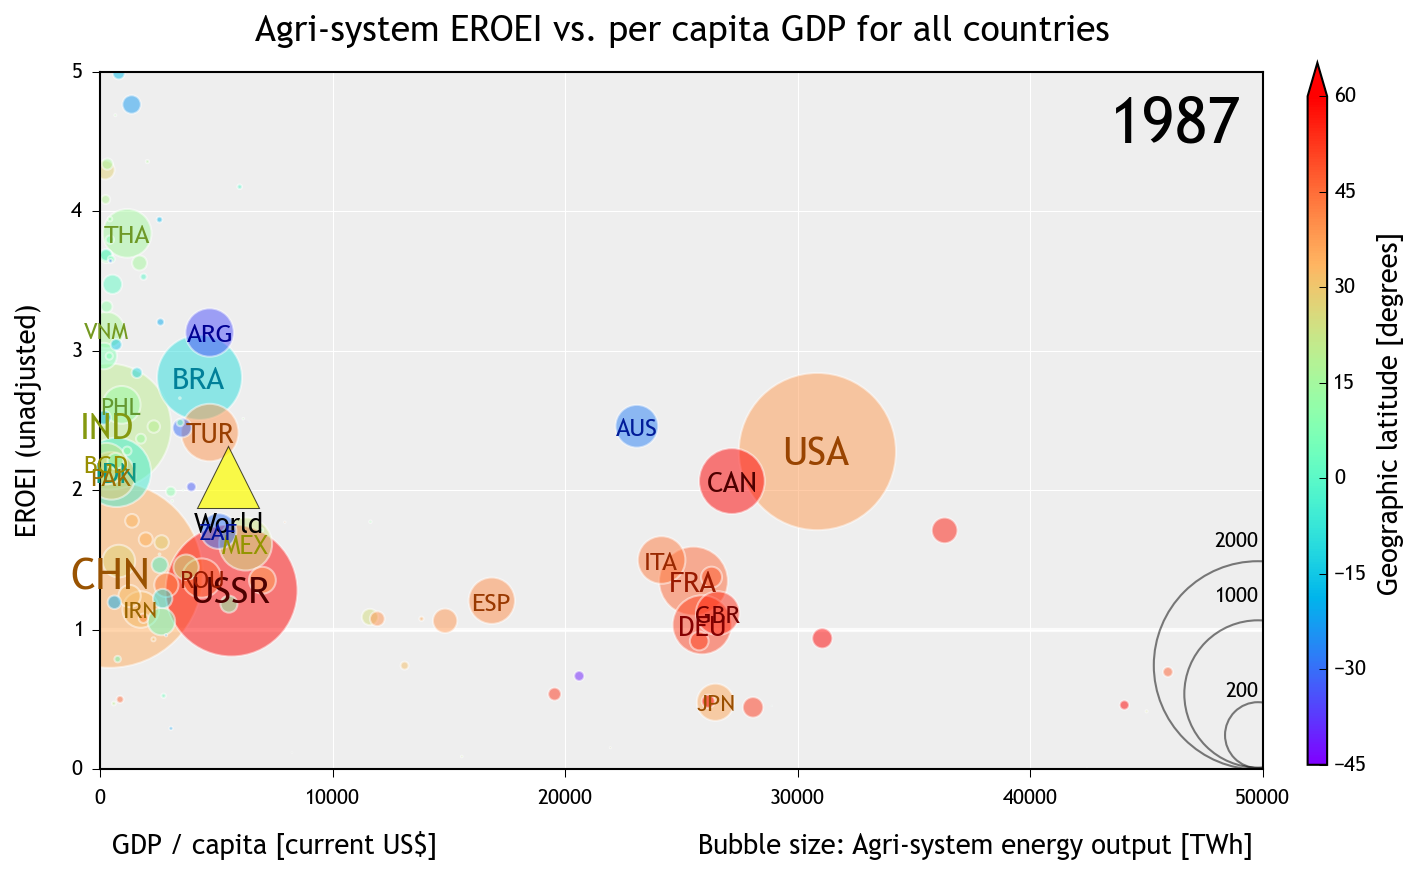 Agri-system EROEI vs. per capita GDP for all countries
1987
5
4
3
2
1
0
EROEI (unadjusted)
THA
VNM
ARG
BRA
PHL
IND
TUR
BGD
IDN
PAK
AUS
USA
CAN
World
ZAF
MEX
CHN
ROU
USSR
IRN
ESP
ITA
FRA
GBR
DEU
JPN
2000
1000
200
0
10000
20000
30000
40000
50000
GDP / capita [current US$]
Bubble size: Agri-system energy output [TWh]
60
45
30
15
0
−15
−30
−45
Geographic latitude [degrees]